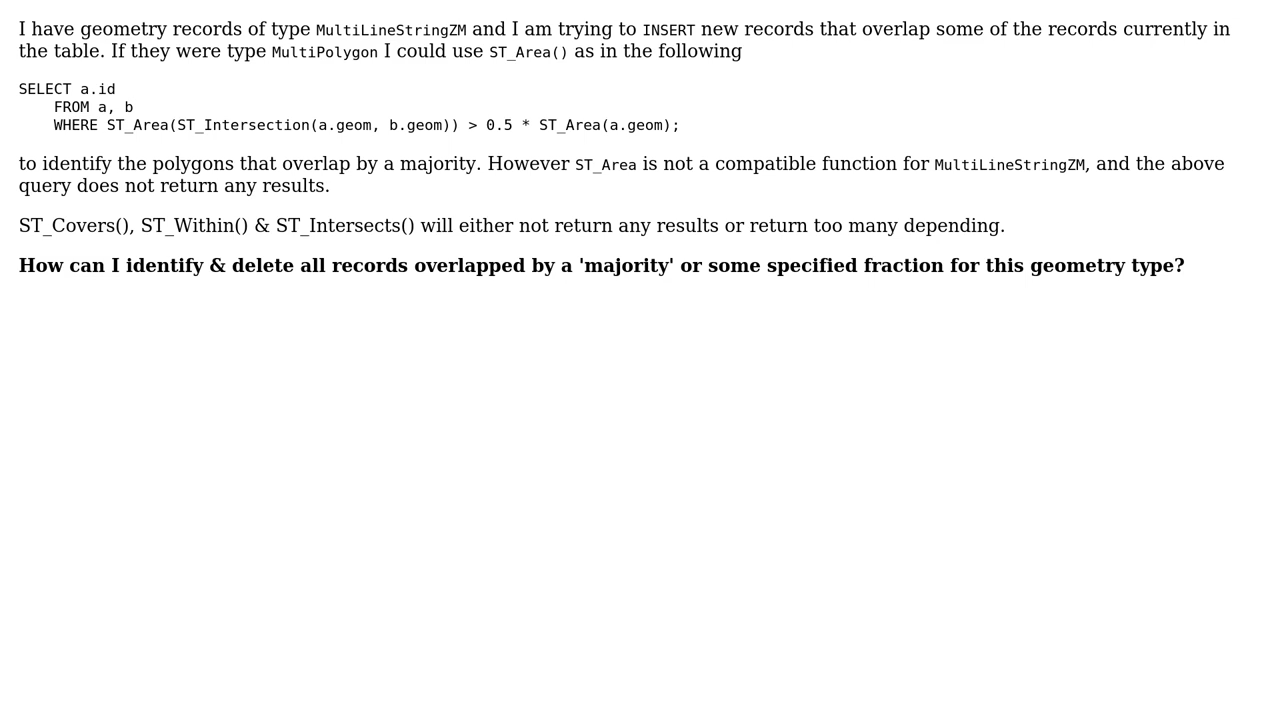 I have geometry records of type MultiLineStringZM and I am trying to INSERT new records that overlap some of the records currently in
the table. If they were type MultiPolygon I could use ST_Area() as in the following
SELECT a.id
    FROM a, b
    WHERE ST_Area(ST_Intersection(a.geom, b.geom)) > 0.5 * ST_Area(a.geom);
to identify the polygons that overlap by a majority. However ST_Area is not a compatible function for MultiLineStringZM, and the above
query does not return any results.
ST_Covers(), ST_Within() & ST_Intersects() will either not return any results or return too many depending.
How can I identify & delete all records overlapped by a 'majority' or some specified fraction for this geometry type?